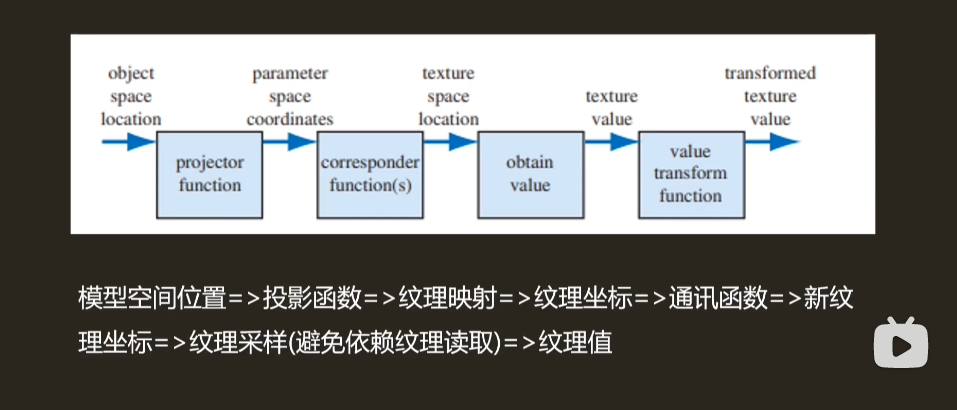 object
space
location
parameter
space
coordinates
texture
space
location
texture
value
transformed
texture
value
projector
function
corresponder
function(s)
obtain
value
value
transform
function
模型空间位置=>投影函数=>纹理映射=>纹理坐标=>通讯函数=>新纹
理坐标=>纹理采样(避免依赖纹理读取)=>纹理值